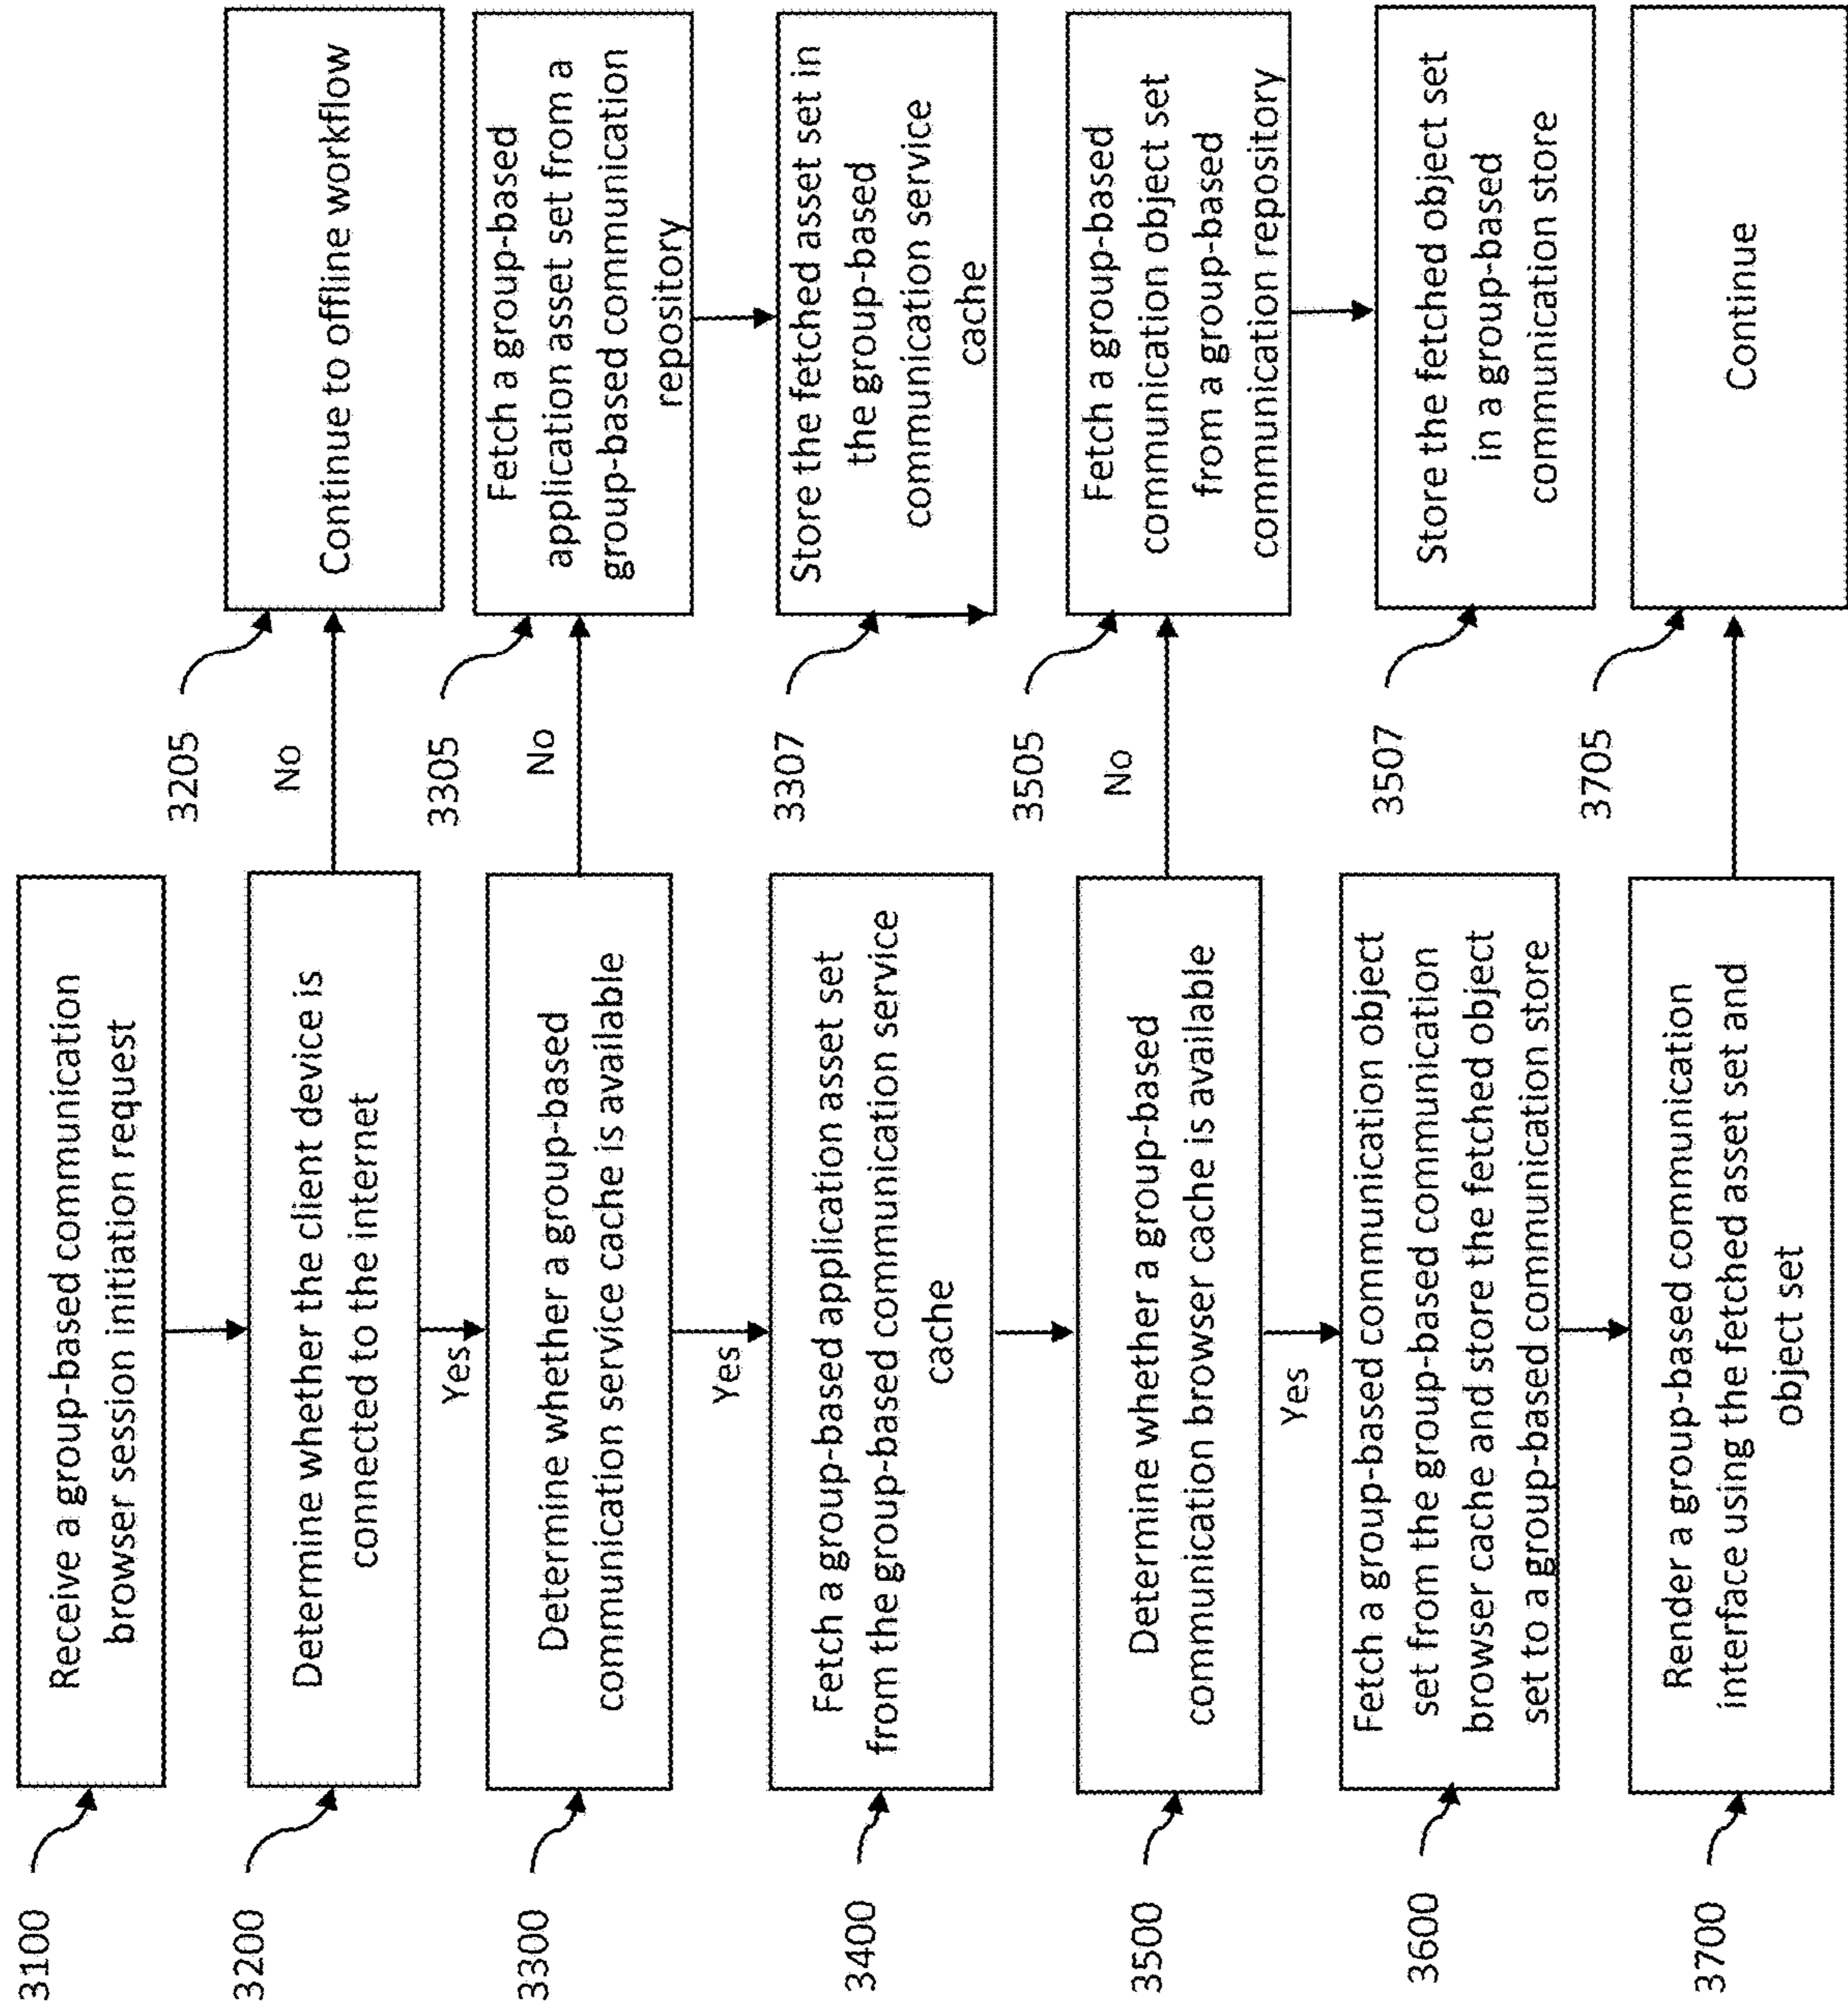 3100
Receive a group-based communication
browser session initiation request
3200
Determine whether the client device is
connected to the internet
No
3205
Continue to offline workflow
Yes
3300
Determine whether a group-based
communication service cache is available
No
3305
Fetch a group-based
application asset set from a
group-based communication
repository
3307
Store the fetched asset set in
the group-based
communication service
cache
Yes
3400
Fetch a group-based application asset set
from the group-based communication service
cache
3500
Determine whether a group-based
communication browser cache is available
No
3505
Fetch a group-based
communication object set
from a group-based
communication repository
3507
Store the fetched object set
in a group-based
communication store
Yes
3600
Fetch a group-based communication object
set from the group-based communication
browser cache and store the fetched object
set to a group-based communication store
3700
Render a group-based communication
interface using the fetched asset set and
object set
3705
Continue